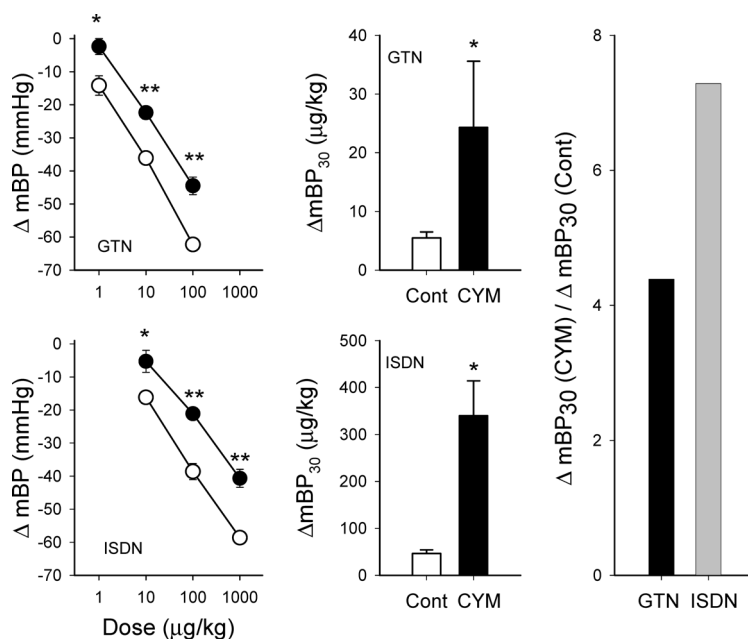 *
**
**
0
-10
-20
-30
-40
-50
-60
-70
Δ mBP (mmHg)
GTN
1 10 100 1000
*
GTN
40
30
20
10
0
ΔmBP30 (μg/kg)
Cont CYM
*
**
**
0
-10
-20
-30
-40
-50
-60
-70
Δ mBP (mmHg)
ISDN
1 10 100 1000
Dose (μg/kg)
*
ISDN
500
400
300
200
100
0
ΔmBP30 (μg/kg)
Cont CYM
8
6
4
2
0
Δ mBP30 (CYM) / Δ mBP30 (Cont)
GTN ISDN